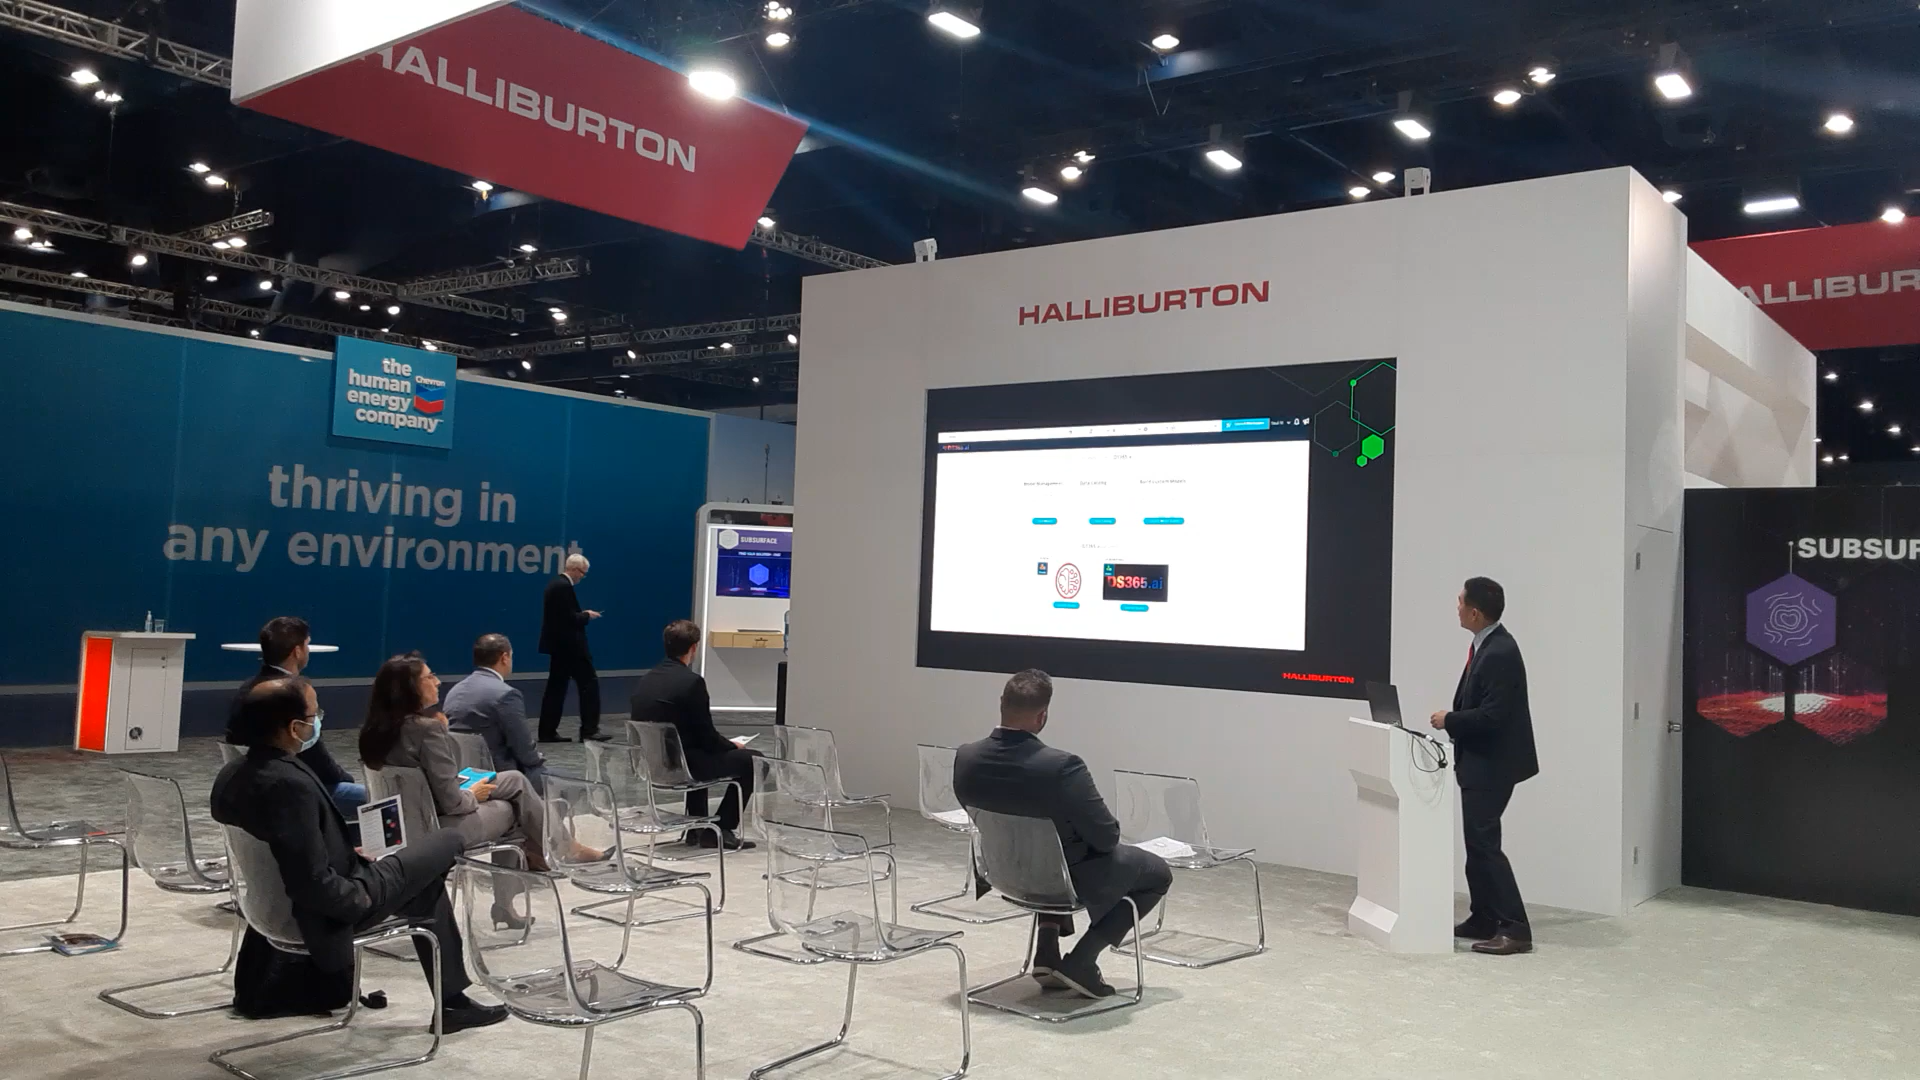 HALLIBURTON
HALLIBURTON
HALLIBUR
the
human
energy
company
Chevron
thriving in
any environment
SUBSURFACE
DS365.ai
HALLIBURTON
SUBSUR